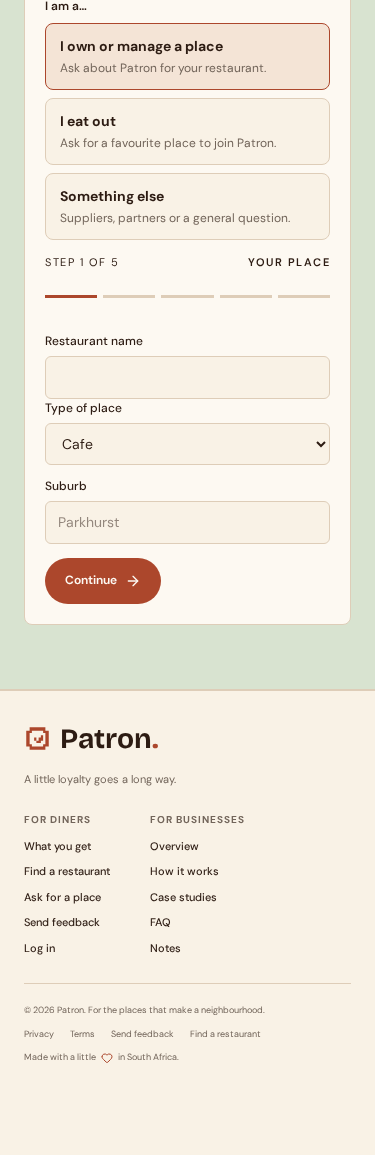 I am a…
I own or manage a place
Ask about Patron for your restaurant.
I eat out
Ask for a favourite place to join Patron.
Something else
Suppliers, partners or a general question.
STEP 1 OF 5 YOUR PLACE
Restaurant name
Type of place
Cafe
Suburb
Parkhurst
Continue
Patron.
A little loyalty goes a long way.
FOR DINERS FOR BUSINESSES
What you get Overview
Find a restaurant How it works
Ask for a place Case studies
Send feedback FAQ
Log in Notes
© 2026 Patron. For the places that make a neighbourhood.
Privacy Terms Send feedback Find a restaurant
Made with a little in South Africa.